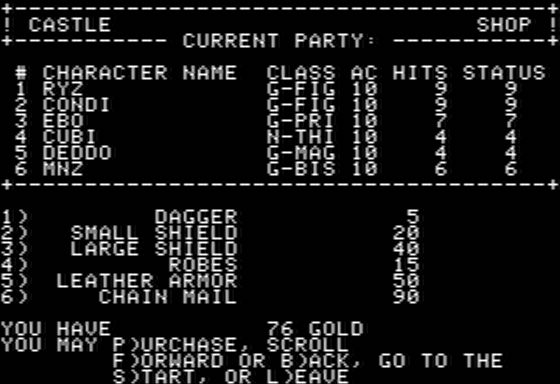 +-------------------------------------+
! CASTLE SHOP !
+----------- CURRENT PARTY: -----------+
# CHARACTER NAME CLASS AC HITS STATUS
1 RYZ G-FIG 10 9 9
2 CONDI G-FIG 10 9 9
3 EBO G-PRI 10 7 7
4 CUBI N-THI 10 4 4
5 DEDDO G-MAG 10 4 4
6 MNZ G-BIS 10 6 6
+-------------------------------------+
1) DAGGER 5
2) SMALL SHIELD 20
3) LARGE SHIELD 40
4) ROBES 15
5) LEATHER ARMOR 50
6) CHAIN MAIL 90
YOU HAVE 76 GOLD
YOU MAY P)URCHASE, SCROLL
F)ORWARD OR B)ACK, GO TO THE
S)TART, OR L)EAVE